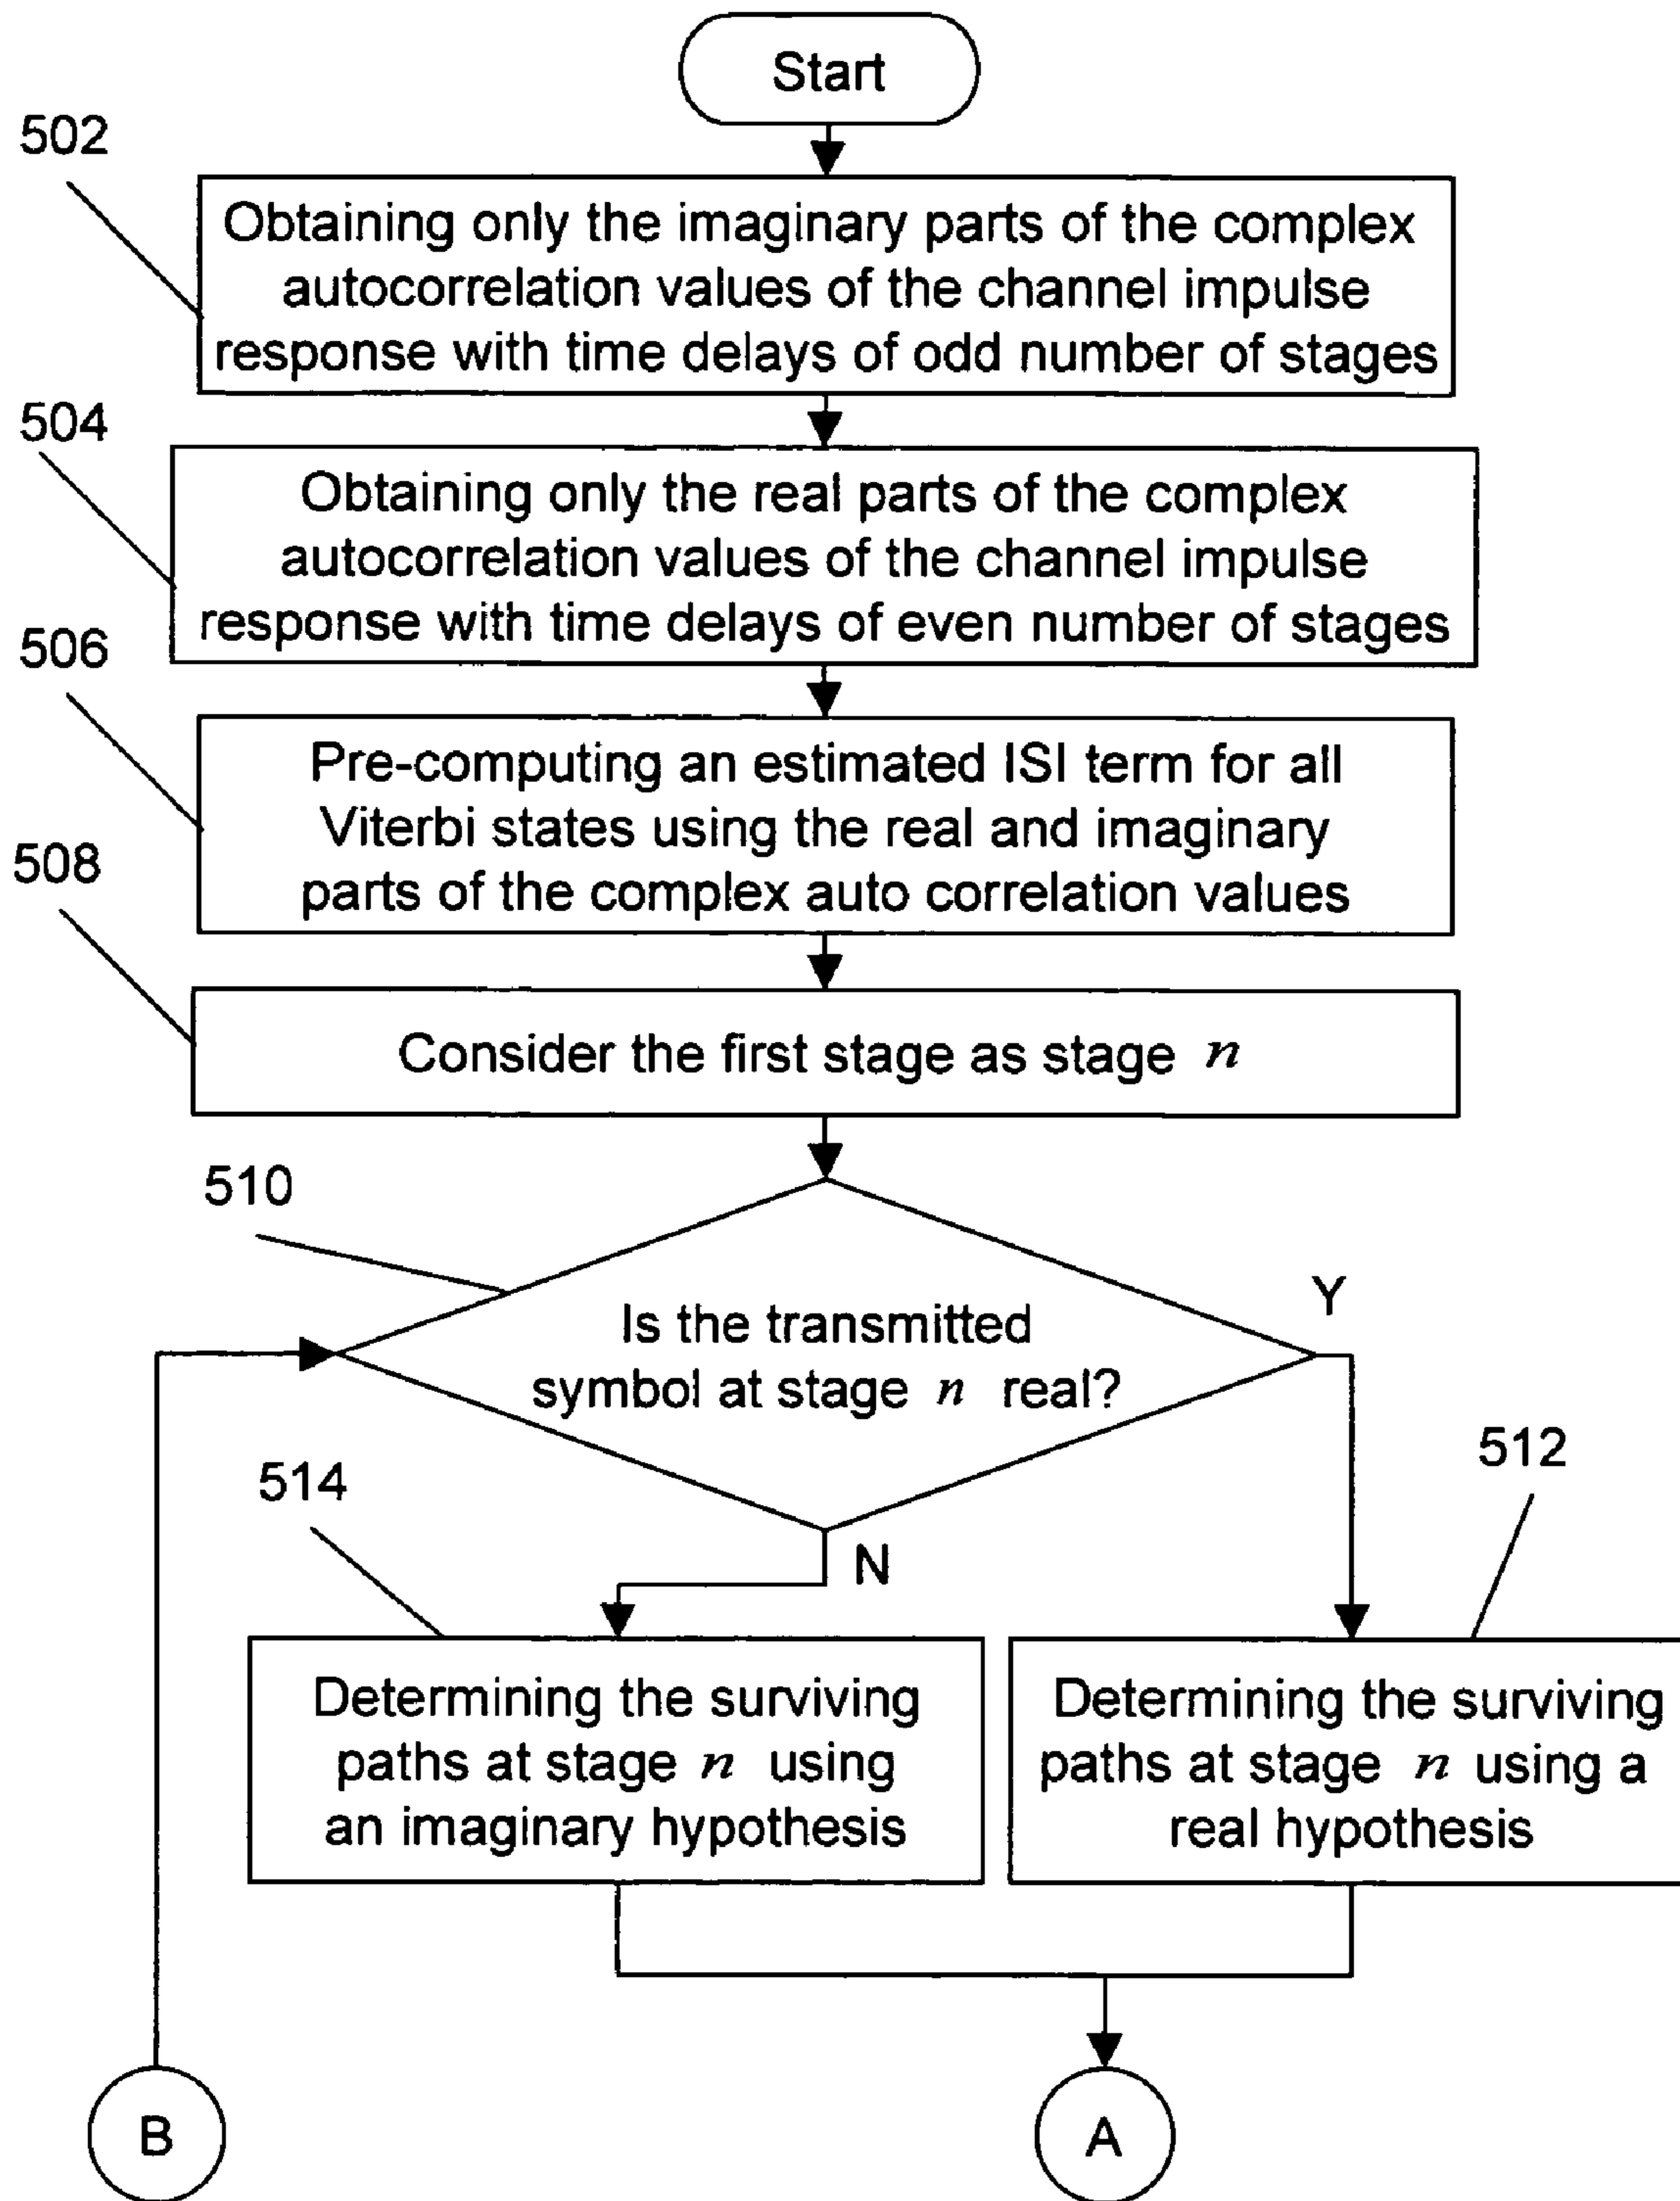 Start
502
Obtaining only the imaginary parts of the complex
autocorrelation values of the channel impulse
response with time delays of odd number of stages
504
Obtaining only the real parts of the complex
autocorrelation values of the channel impulse
response with time delays of even number of stages
506
Pre-computing an estimated ISI term for all
Viterbi states using the real and imaginary
parts of the complex auto correlation values
508
Consider the first stage as stage n
510
Is the transmitted
symbol at stage n real?
Y
N
514
Determining the surviving
paths at stage n using
an imaginary hypothesis
512
Determining the surviving
paths at stage n using a
real hypothesis
B
A